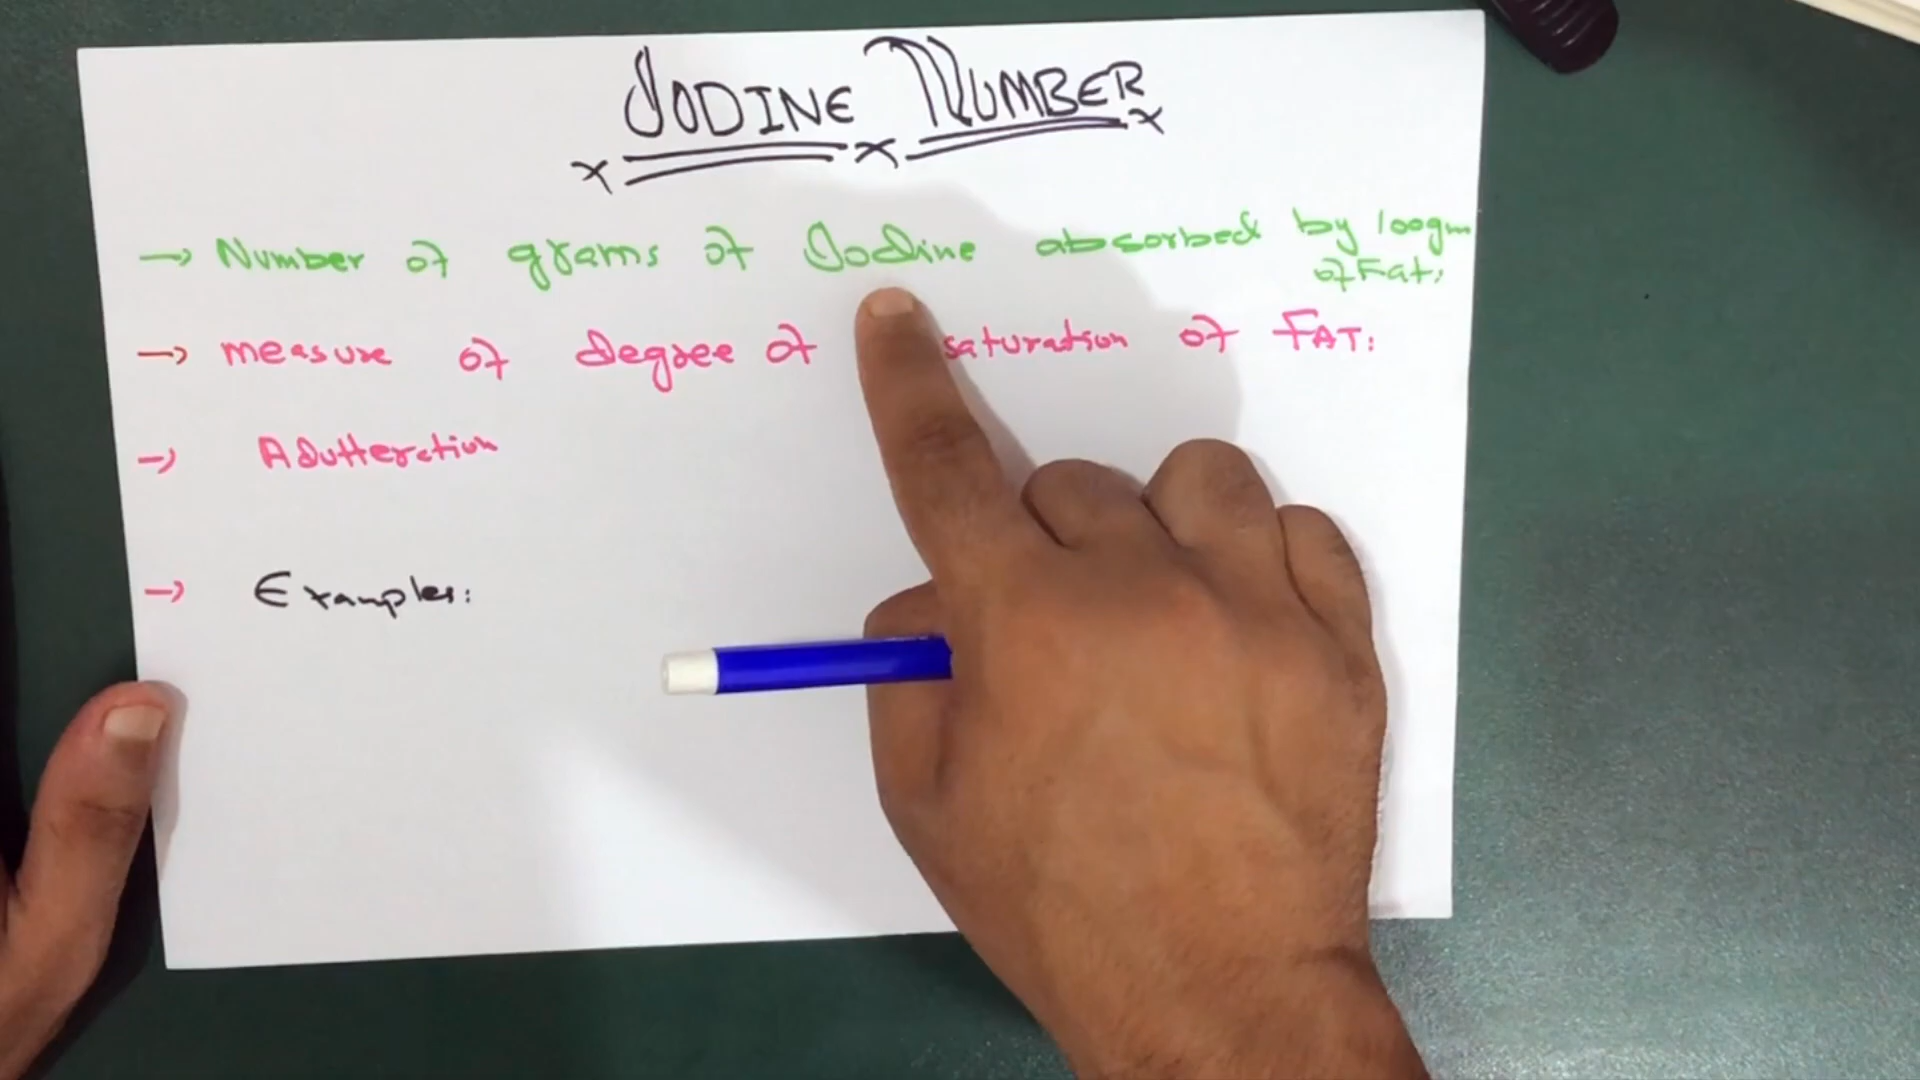 IODINE NUMBER
→ Number of grams of Iodine absorbed by 100gm
of Fat.
→ measure of degree of saturation of FAT:
→ Adulteration
→ Examples: